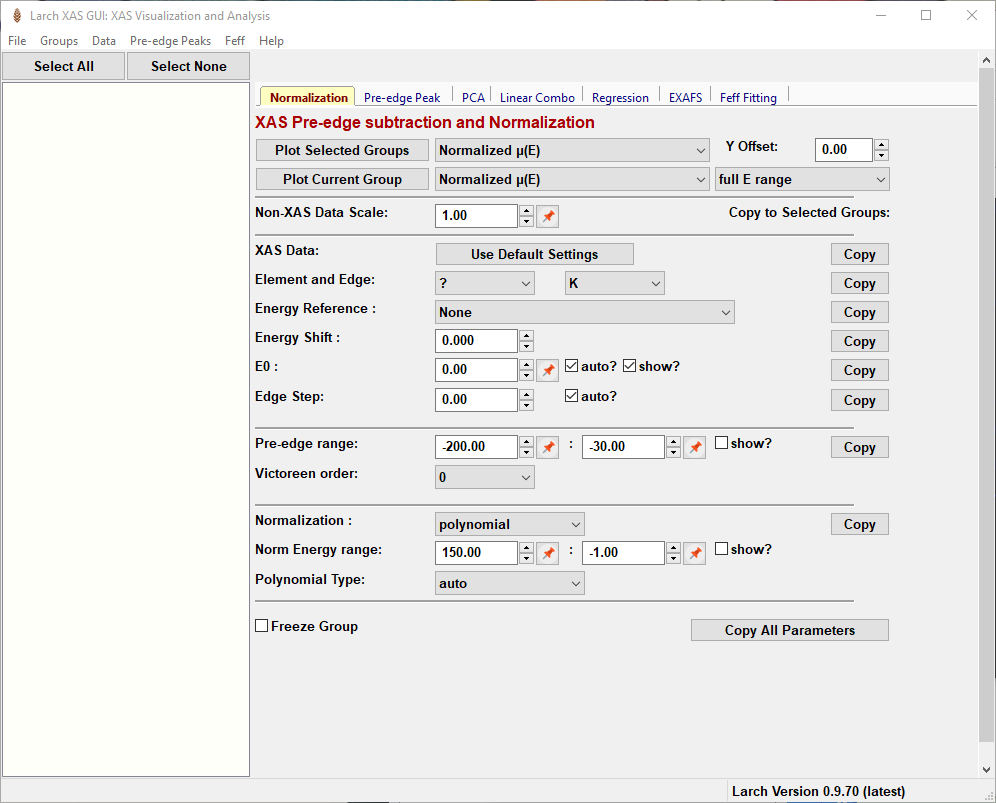 Larch XAS GUI: XAS Visualization and Analysis
File Groups Data Pre-edge Peaks Feff Help
Select All Select None
Normalization Pre-edge Peak PCA Linear Combo Regression EXAFS Feff Fitting
XAS Pre-edge subtraction and Normalization
Plot Selected Groups Normalized μ(E) Y Offset: 0.00
Plot Current Group Normalized μ(E) full E range
Non-XAS Data Scale: 1.00 Copy to Selected Groups:
XAS Data: Use Default Settings Copy
Element and Edge: ? K Copy
Energy Reference : None Copy
Energy Shift : 0.000 Copy
E0 : 0.00 auto? show? Copy
Edge Step: 0.00 auto? Copy
Pre-edge range: -200.00 : -30.00 show? Copy
Victoreen order: 0
Normalization : polynomial Copy
Norm Energy range: 150.00 : -1.00 show?
Polynomial Type: auto
Freeze Group Copy All Parameters
Larch Version 0.9.70 (latest)